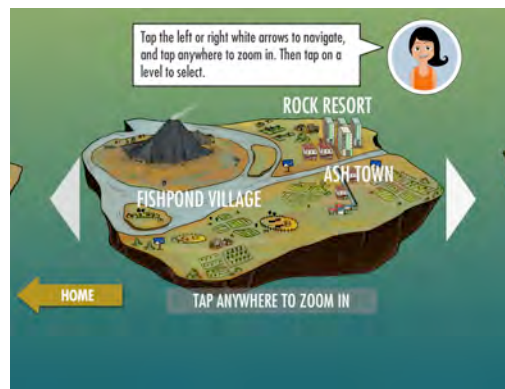 Tap the left or right white arrows to navigate,
and tap anywhere to zoom in. Then tap on a
level to select.
ROCK RESORT
ASH TOWN
FISHPOND VILLAGE
HOME
TAP ANYWHERE TO ZOOM IN